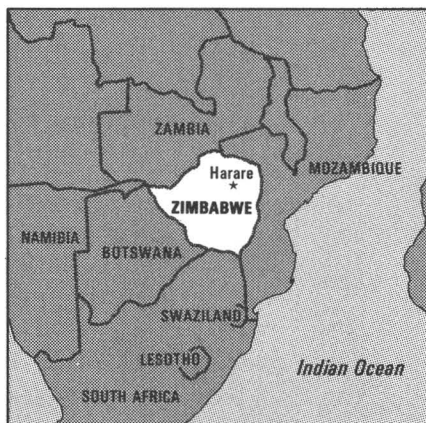 ZAMBIA
Harare
MOZAMBIQUE
ZIMBABWE
NAMIBIA
BOTSWANA
SWAZILAND
LESOTHO
Indian Ocean
SOUTH AFRICA